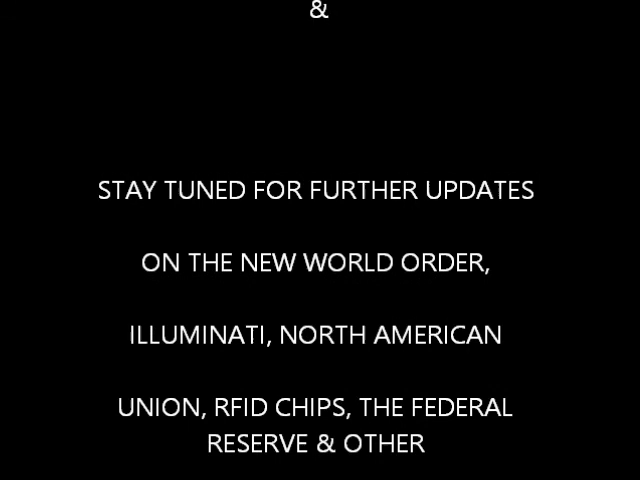 &
STAY TUNED FOR FURTHER UPDATES
ON THE NEW WORLD ORDER,
ILLUMINATI, NORTH AMERICAN
UNION, RFID CHIPS, THE FEDERAL
RESERVE & OTHER